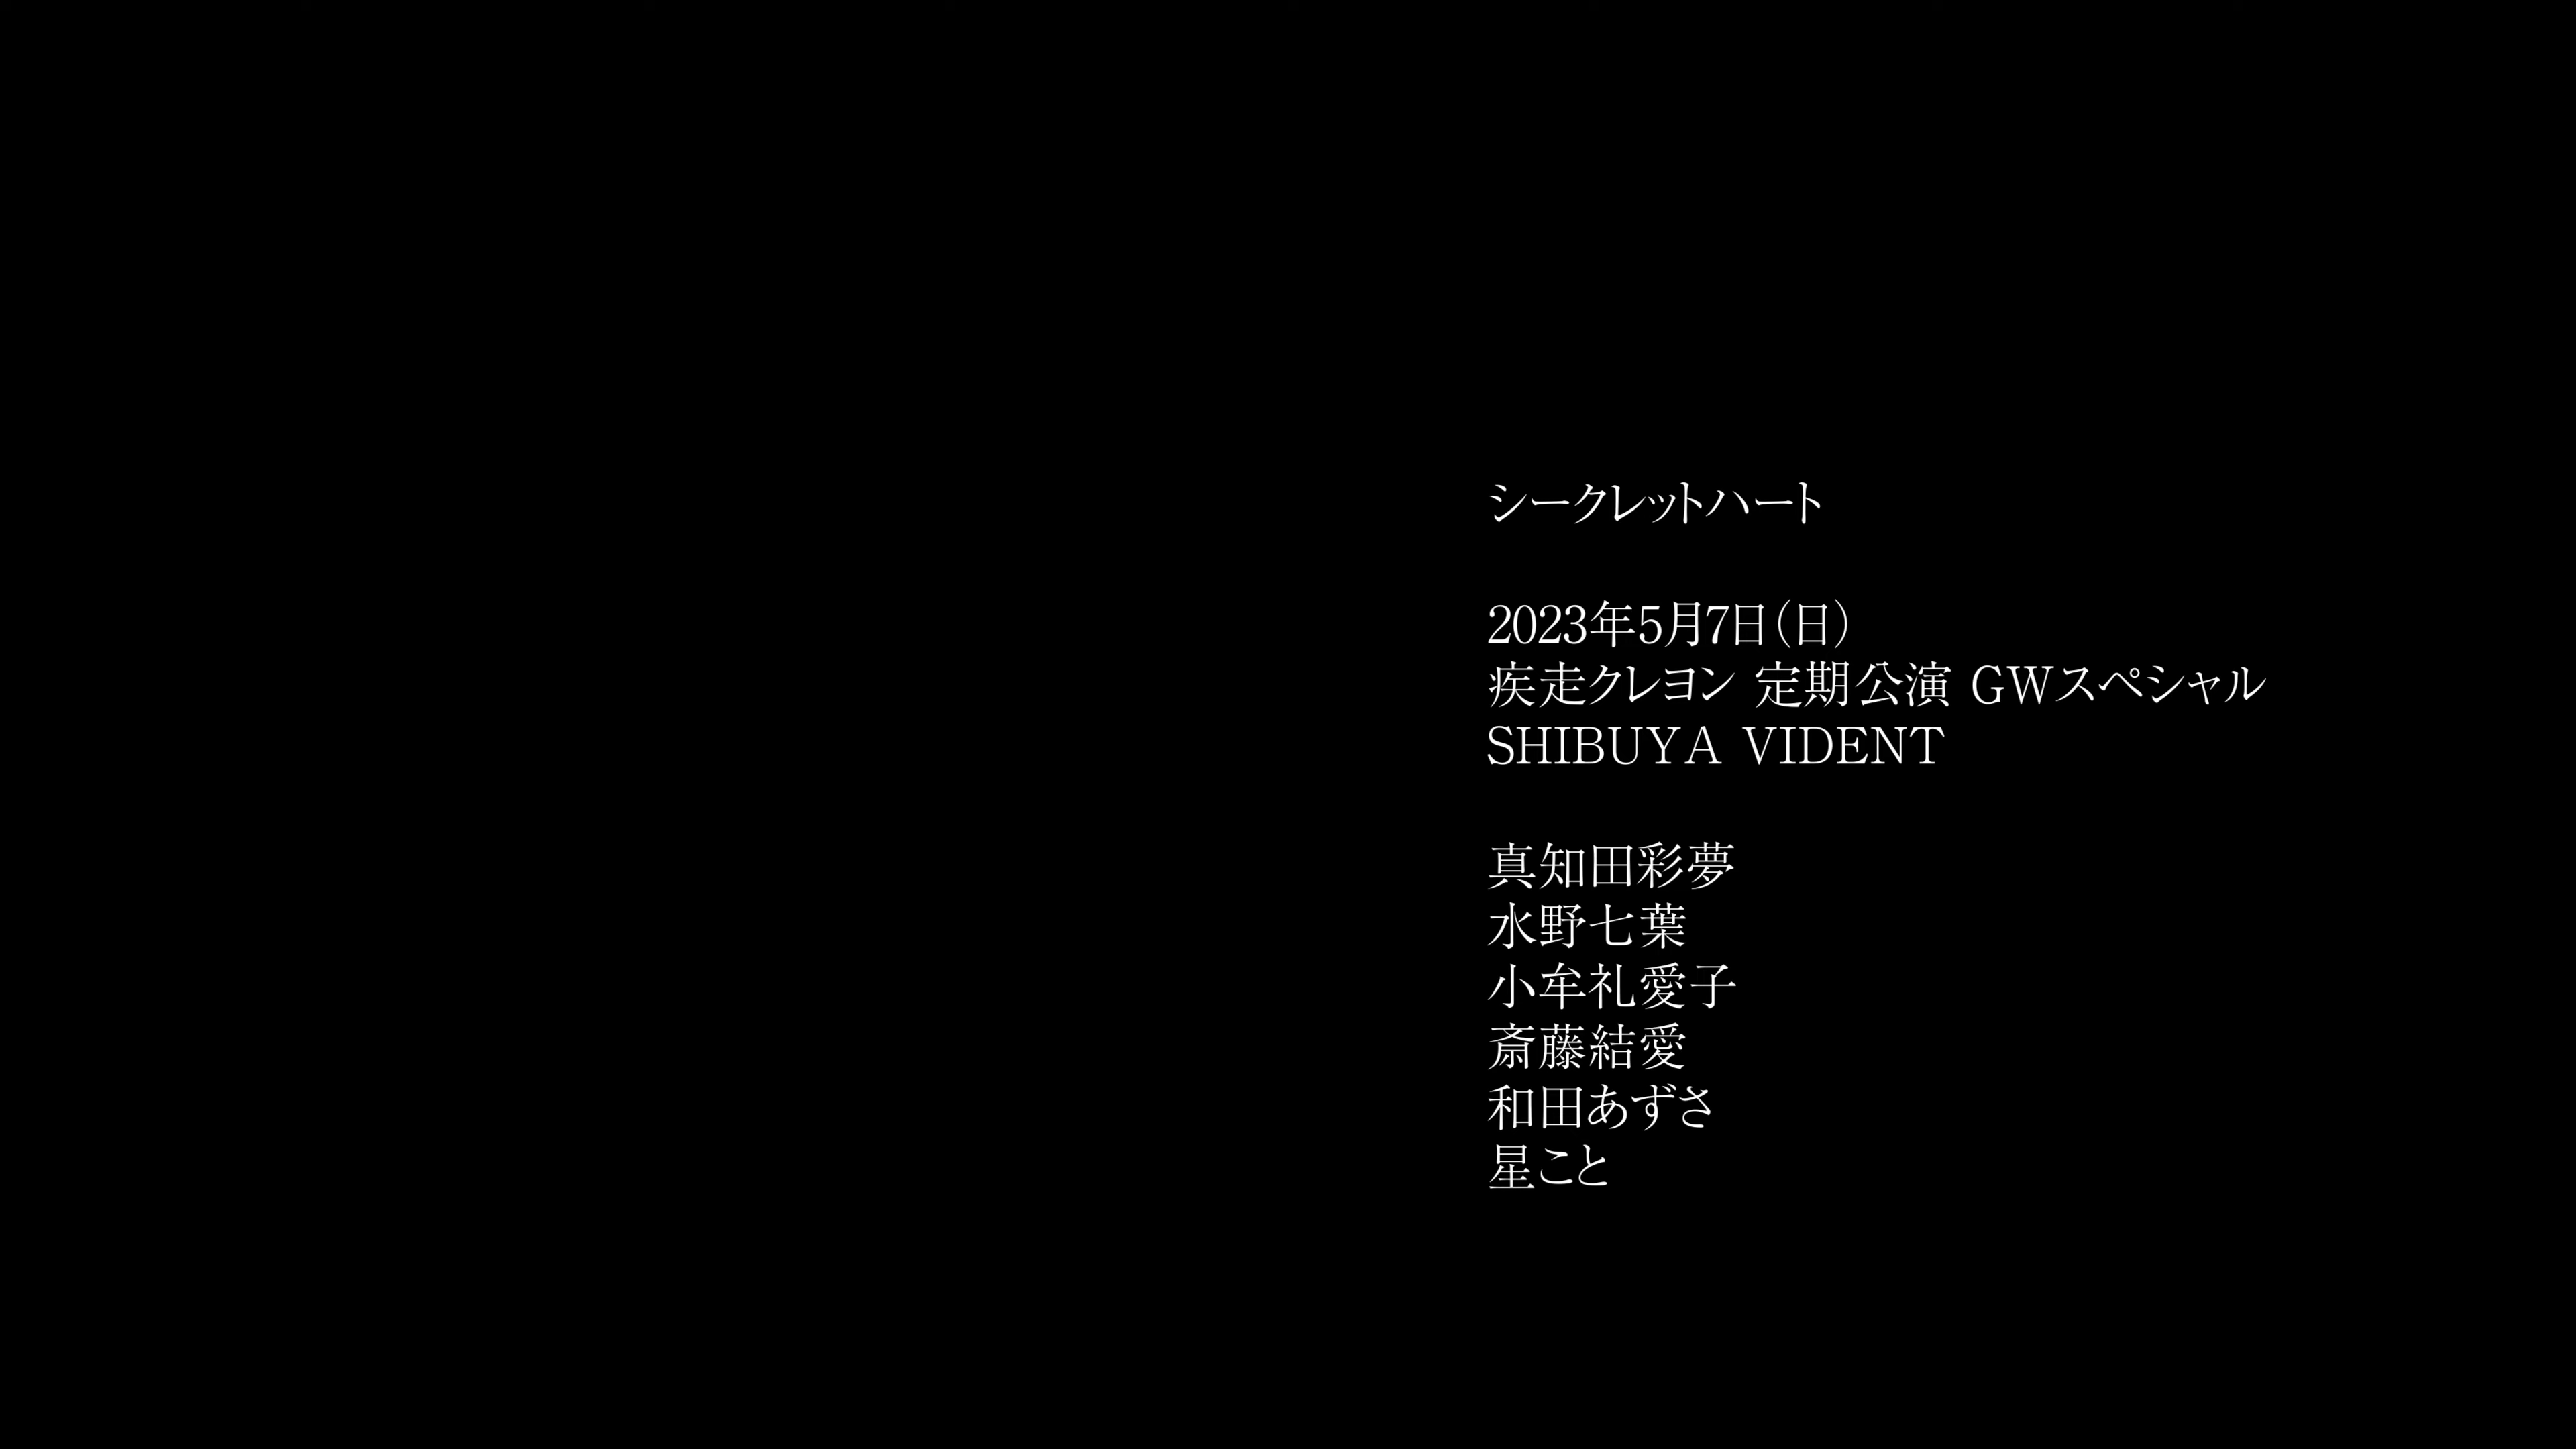 シークレットハート
2023年5月7日(日)
疾走クレヨン 定期公演 GWスペシャル
SHIBUYA VIDENT
真知田彩夢
水野七葉
小牟礼愛子
斎藤結愛
和田あずさ
星こと